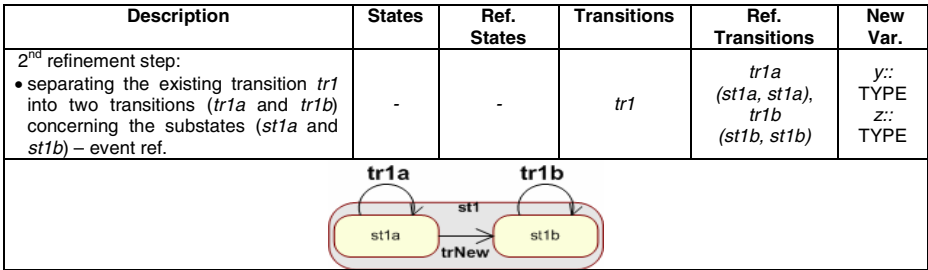 Description States Ref. States Transitions Ref. Transitions New Var.
2nd refinement step:
• separating the existing transition tr1
into two transitions (tr1a and tr1b)
concerning the substates (st1a and
st1b) – event ref.
-
-
tr1
tr1a
(st1a, st1a),
tr1b
(st1b, st1b)
y::
TYPE
z::
TYPE
tr1a tr1b
st1
st1a st1b
trNew